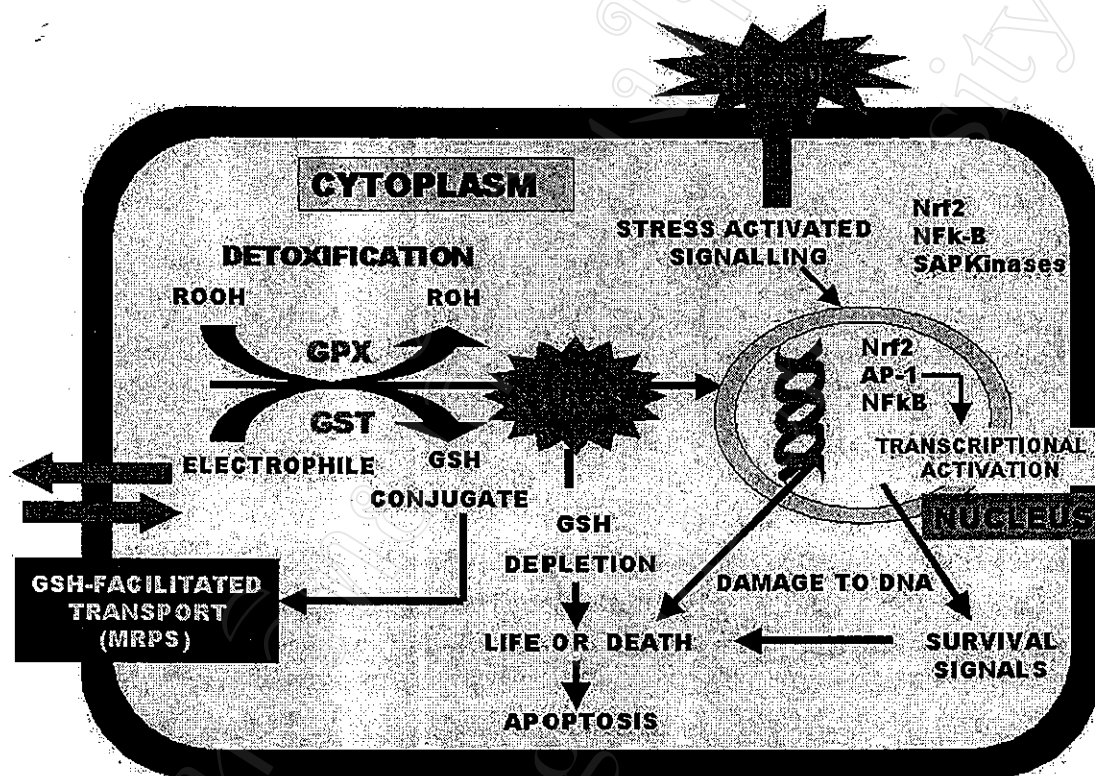 CYTOPLASM
STRESS ACTIVATED
SIGNALLING
Nrf2
NFk-B
SAPKinases
DETOXIFICATION
ROOH
ROH
GPX
GST
ELECTROPHILE
GSH
CONJUGATE
Nrf2
AP-1
NFkB
TRANSCRIPTIONAL
ACTIVATION
NUCLEUS
GSH
DEPLETION
DAMAGE TO DNA
GSH-FACILITATED
TRANSPORT
(MRPS)
LIFE OR DEATH
SURVIVAL
SIGNALS
APOPTOSIS